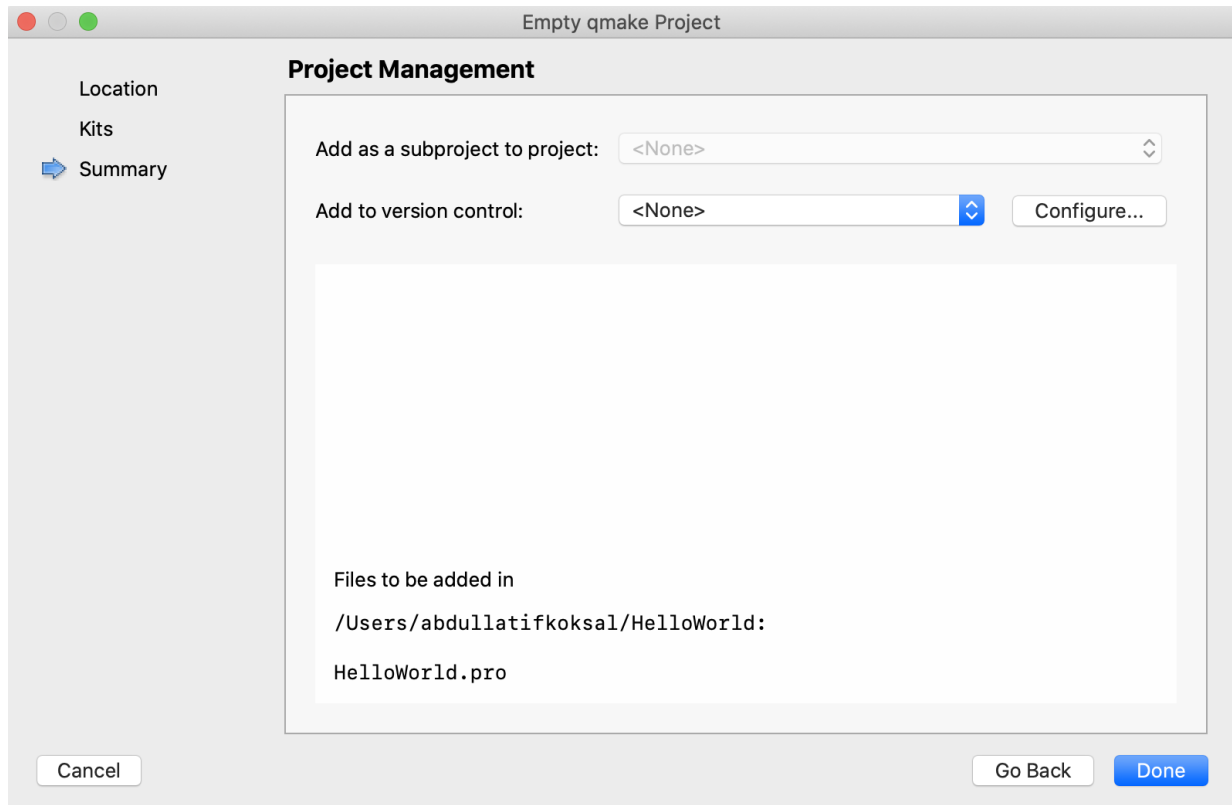 Empty qmake Project
Location
Kits
Summary
Project Management
Add as a subproject to project: <None>
Add to version control: <None> Configure...
Files to be added in
/Users/abdullatifkoksal/HelloWorld:
HelloWorld.pro
Cancel Go Back Done